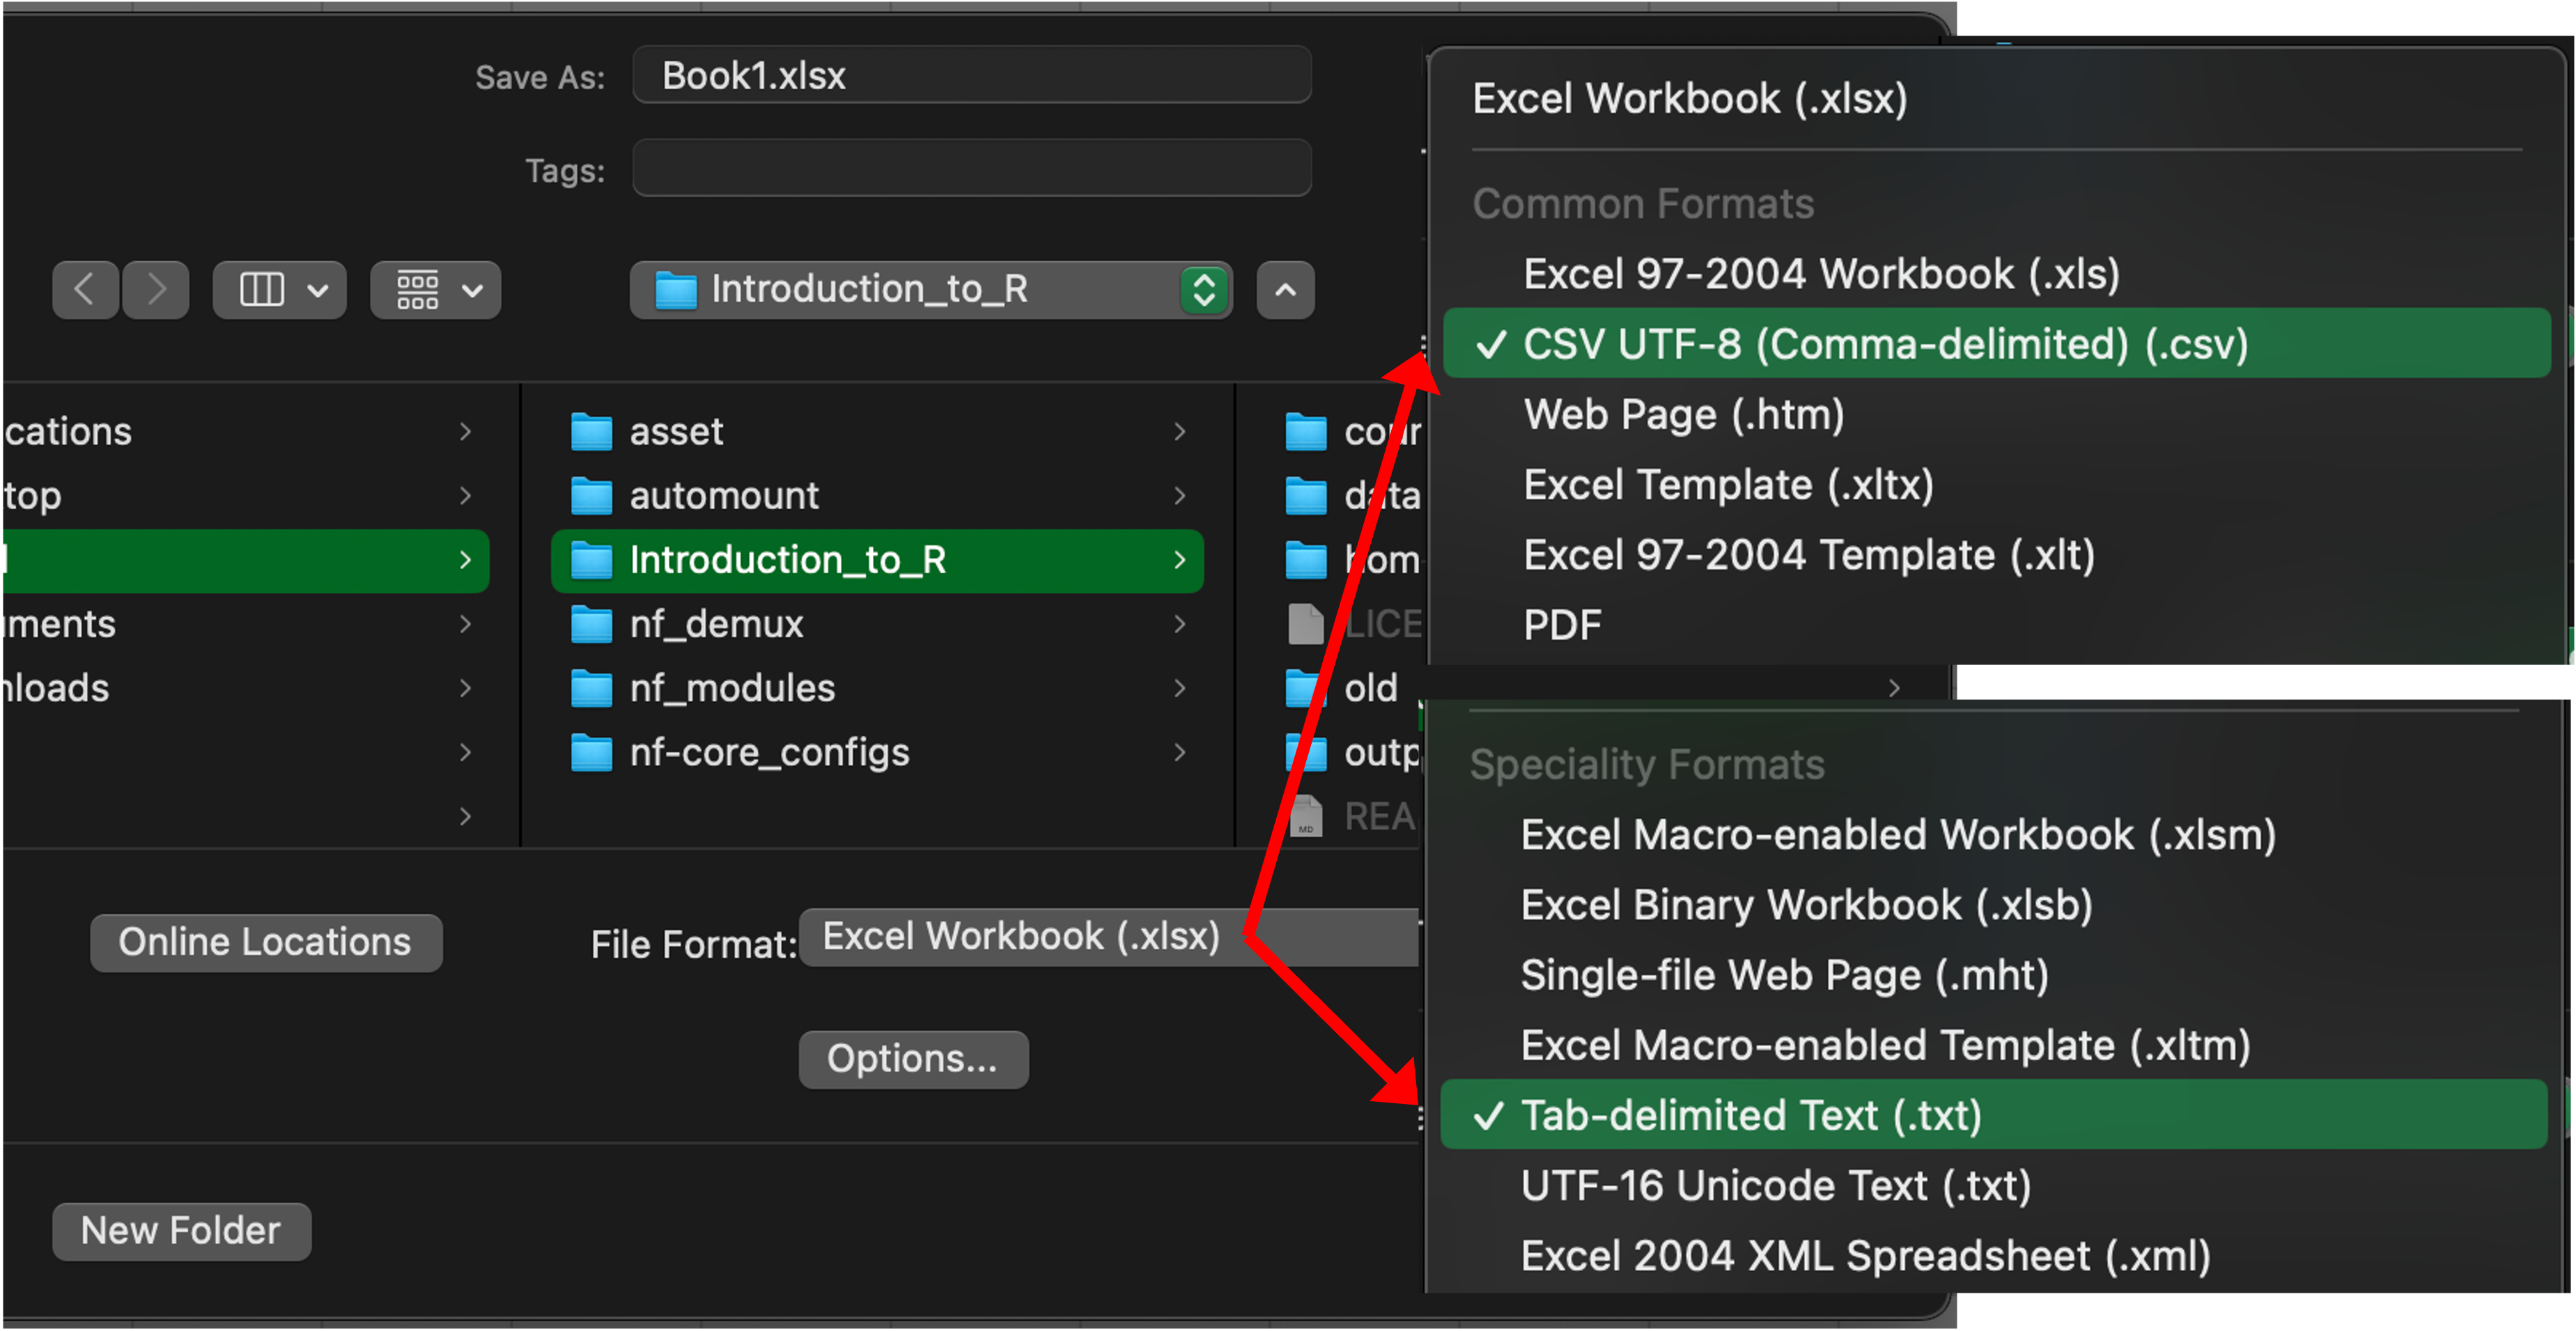 Save As: Book1.xlsx
Tags:
Introduction_to_R
cations
top
uments
nloads
asset
automount
Introduction_to_R
nf_demux
nf_modules
nf-core_configs
cour
data
hom
LICE
old
outp
REA
MD
Online Locations
File Format: Excel Workbook (.xlsx)
Options...
New Folder
Excel Workbook (.xlsx)
Common Formats
Excel 97-2004 Workbook (.xls)
✓ CSV UTF-8 (Comma-delimited) (.csv)
Web Page (.htm)
Excel Template (.xltx)
Excel 97-2004 Template (.xlt)
PDF
Speciality Formats
Excel Macro-enabled Workbook (.xlsm)
Excel Binary Workbook (.xlsb)
Single-file Web Page (.mht)
Excel Macro-enabled Template (.xltm)
✓ Tab-delimited Text (.txt)
UTF-16 Unicode Text (.txt)
Excel 2004 XML Spreadsheet (.xml)